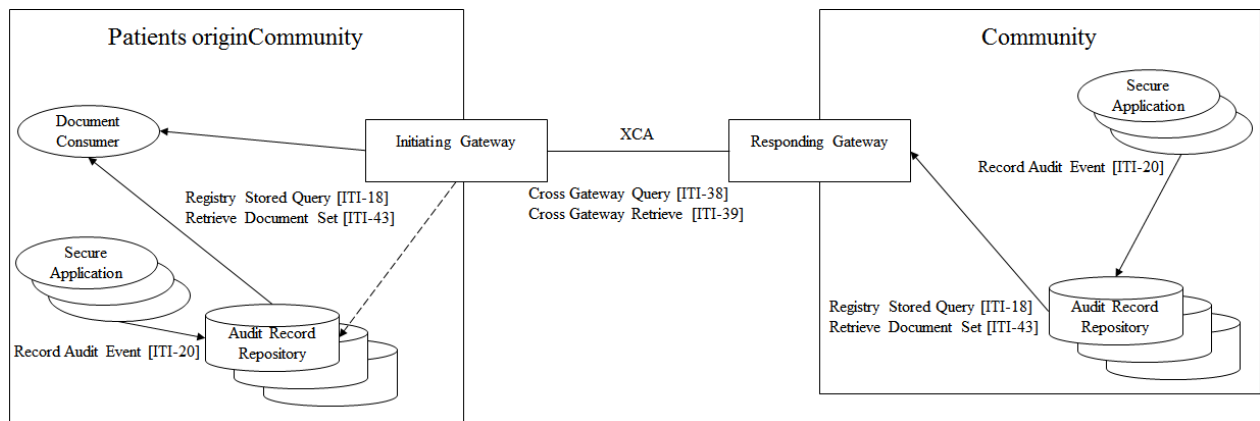 Patients originCommunity
Document
Consumer
Initiating Gateway
Registry Stored Query [ITI-18]
Retrieve Document Set [ITI-43]
Secure
Application
Audit Record
Repository
Record Audit Event [ITI-20]
XCA
Cross Gateway Query [ITI-38]
Cross Gateway Retrieve [ITI-39]
Community
Secure
Application
Responding Gateway
Record Audit Event [ITI-20]
Registry Stored Query [ITI-18]
Retrieve Document Set [ITI-43]
Audit Record
Repository